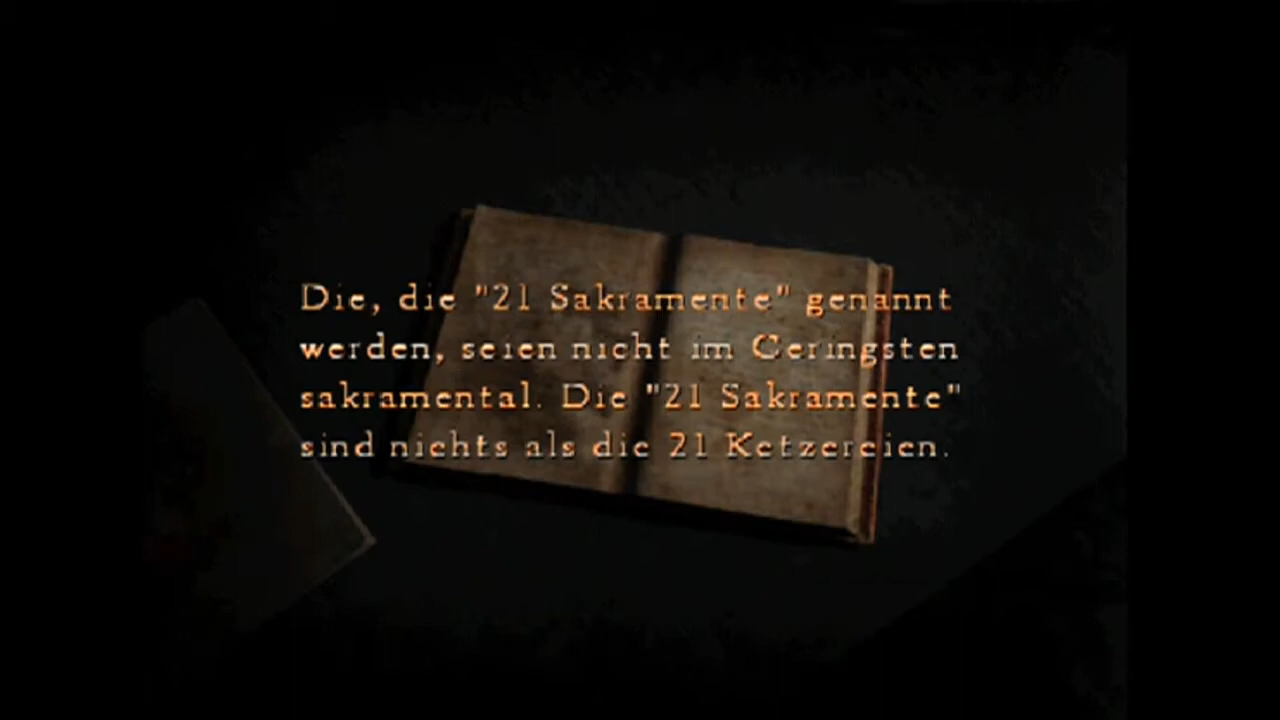 Die, die "21 Sakramente" genannt
werden, seien nicht im Geringsten
sakramental. Die "21 Sakramente"
sind nichts als die 21 Ketzereien.